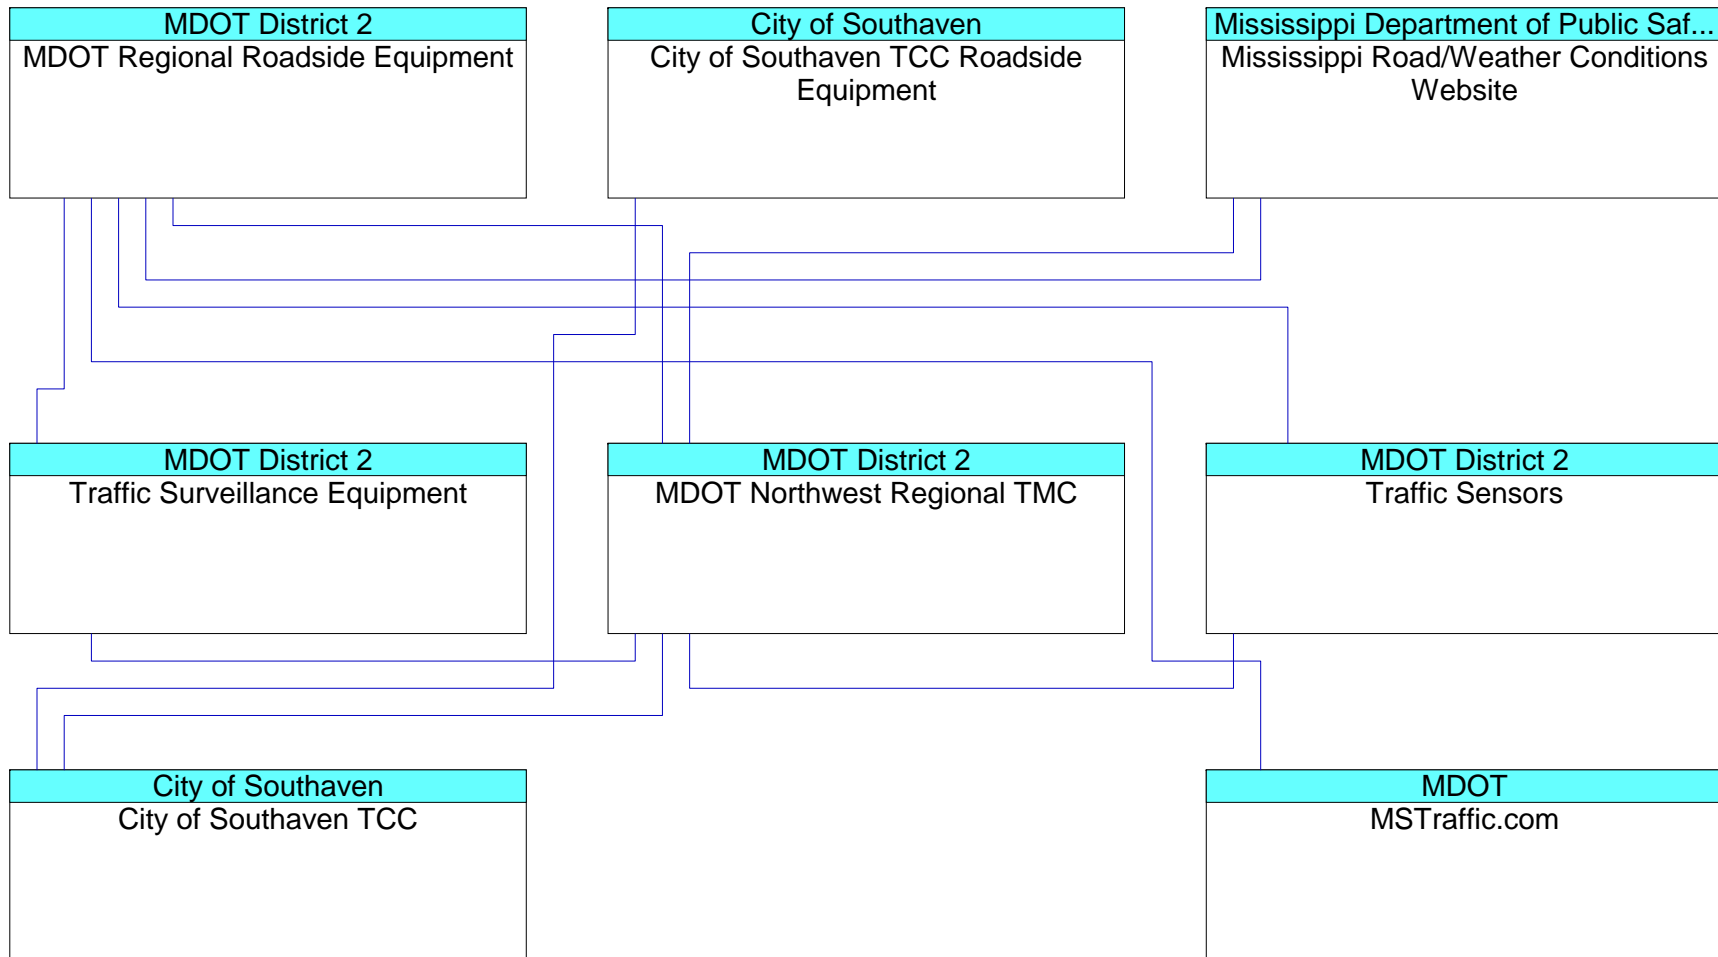 MDOT District 2
MDOT Regional Roadside Equipment
City of Southaven
City of Southaven TCC Roadside
Equipment
Mississippi Department of Public Saf...
Mississippi Road/Weather Conditions
Website
MDOT District 2
Traffic Surveillance Equipment
MDOT District 2
MDOT Northwest Regional TMC
MDOT District 2
Traffic Sensors
City of Southaven
City of Southaven TCC
MDOT
MSTraffic.com